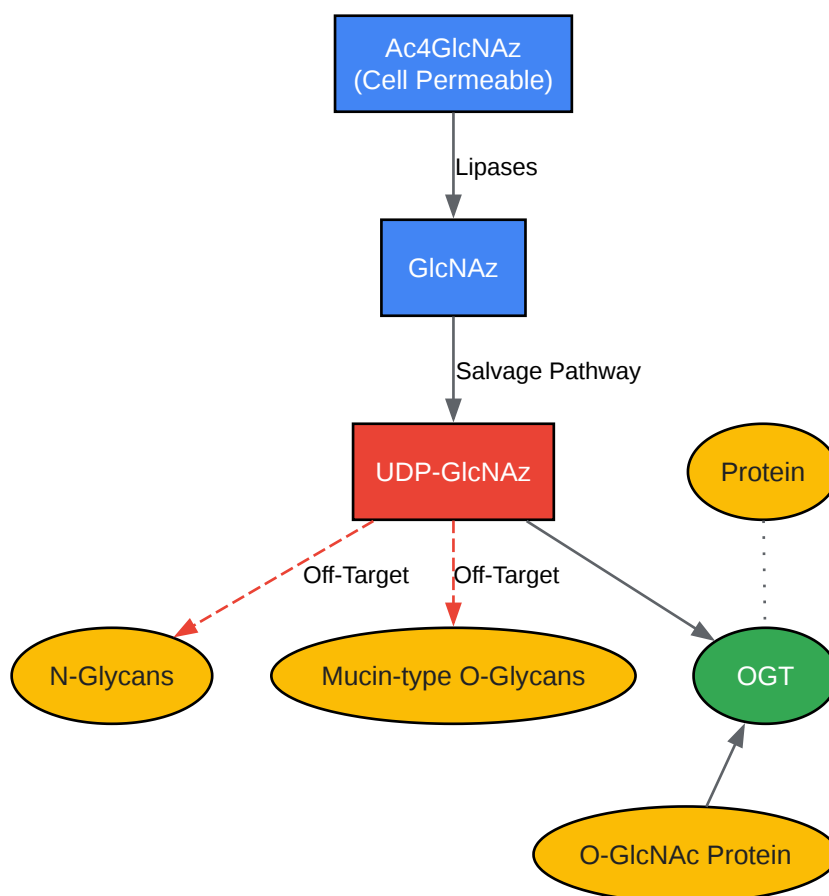 Ac4GlcNAz
(Cell Permeable)
Lipases
GlcNAz
Salvage Pathway
UDP-GlcNAz
Protein
Off-Target
Off-Target
N-Glycans
Mucin-type O-Glycans
OGT
O-GlcNAc Protein